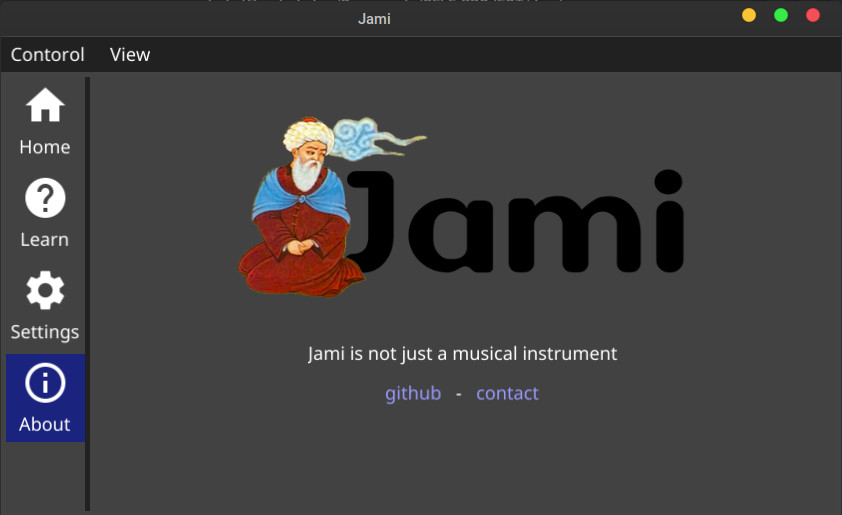 Jami
Contorol View
Home
Learn
Settings
About
Jami
Jami is not just a musical instrument
github - contact